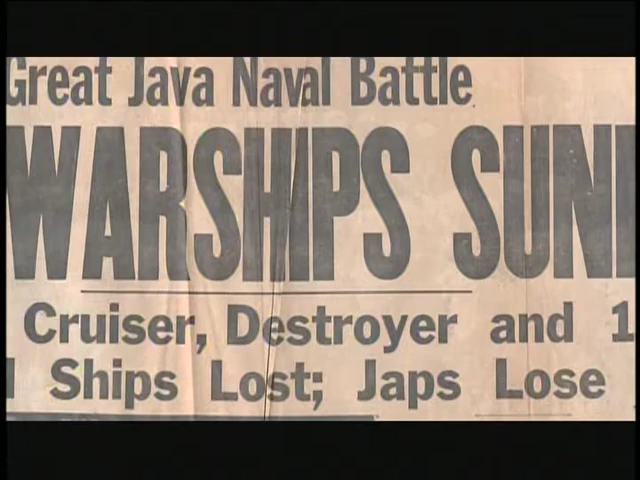 Great Java Naval Battle
WARSHIPS SUN
Cruiser, Destroyer and 1
Ships Lost; Japs Lose